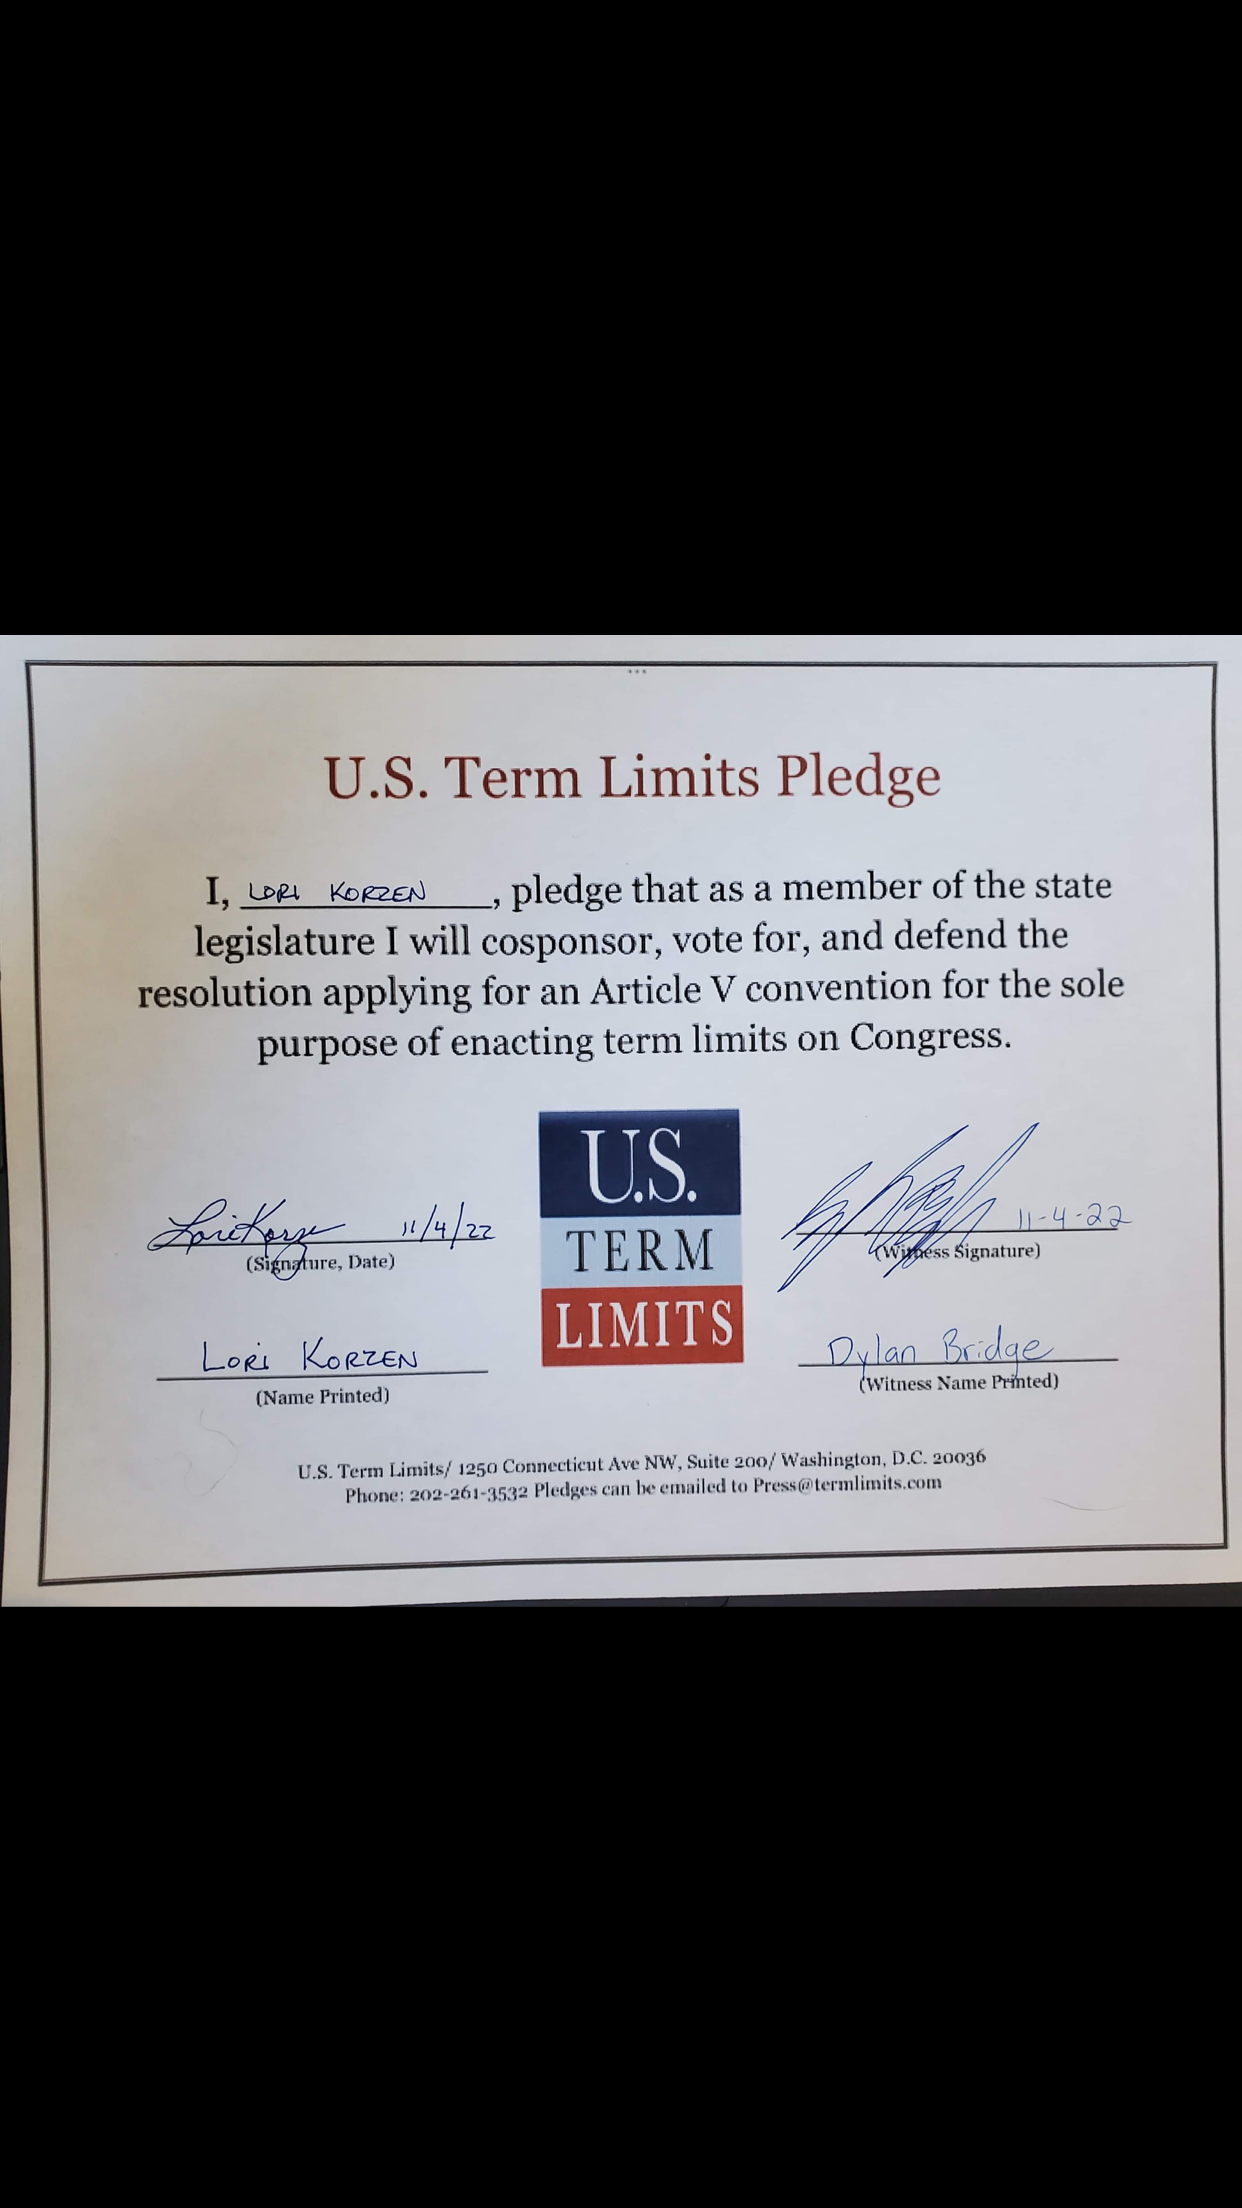 U.S. Term Limits Pledge
I, LORI KORZEN, pledge that as a member of the state
legislature I will cosponsor, vote for, and defend the
resolution applying for an Article V convention for the sole
purpose of enacting term limits on Congress.
U.S.
TERM
LIMITS
Lori Korzen 11/4/22
(Signature, Date)
11-4-22
(Witness Signature)
LORI KORZEN
(Name Printed)
Dylan Bridge
(Witness Name Printed)
U.S. Term Limits/ 1250 Connecticut Ave NW, Suite 200/ Washington, D.C. 20036
Phone: 202-261-3532 Pledges can be emailed to Press@termlimits.com